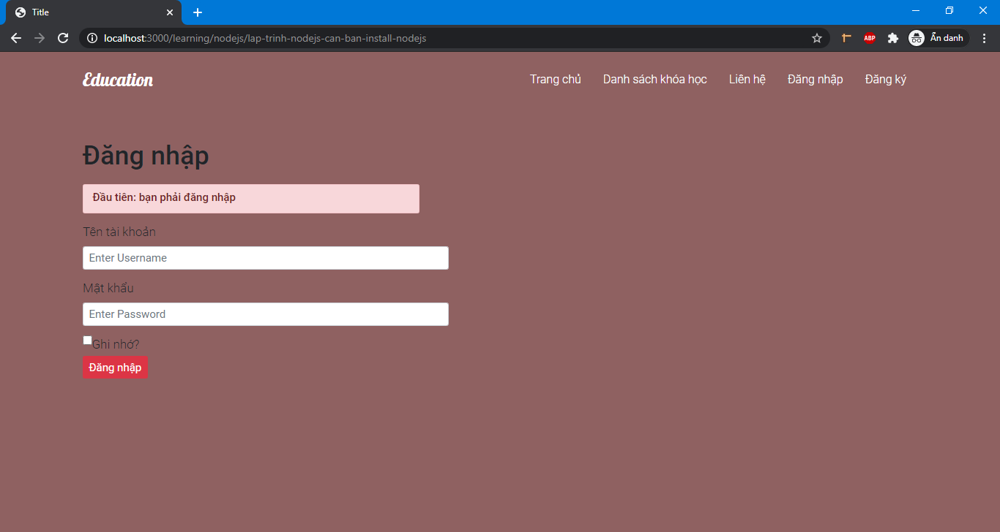 Title
localhost:3000/learning/nodejs/lap-trinh-nodejs-can-ban-install-nodejs
ABP
Ẩn danh
Education
Trang chủ Danh sách khóa học Liên hệ Đăng nhập Đăng ký
Đăng nhập
Đầu tiên: bạn phải đăng nhập
Tên tài khoản
Enter Username
Mật khẩu
Enter Password
Ghi nhớ?
Đăng nhập